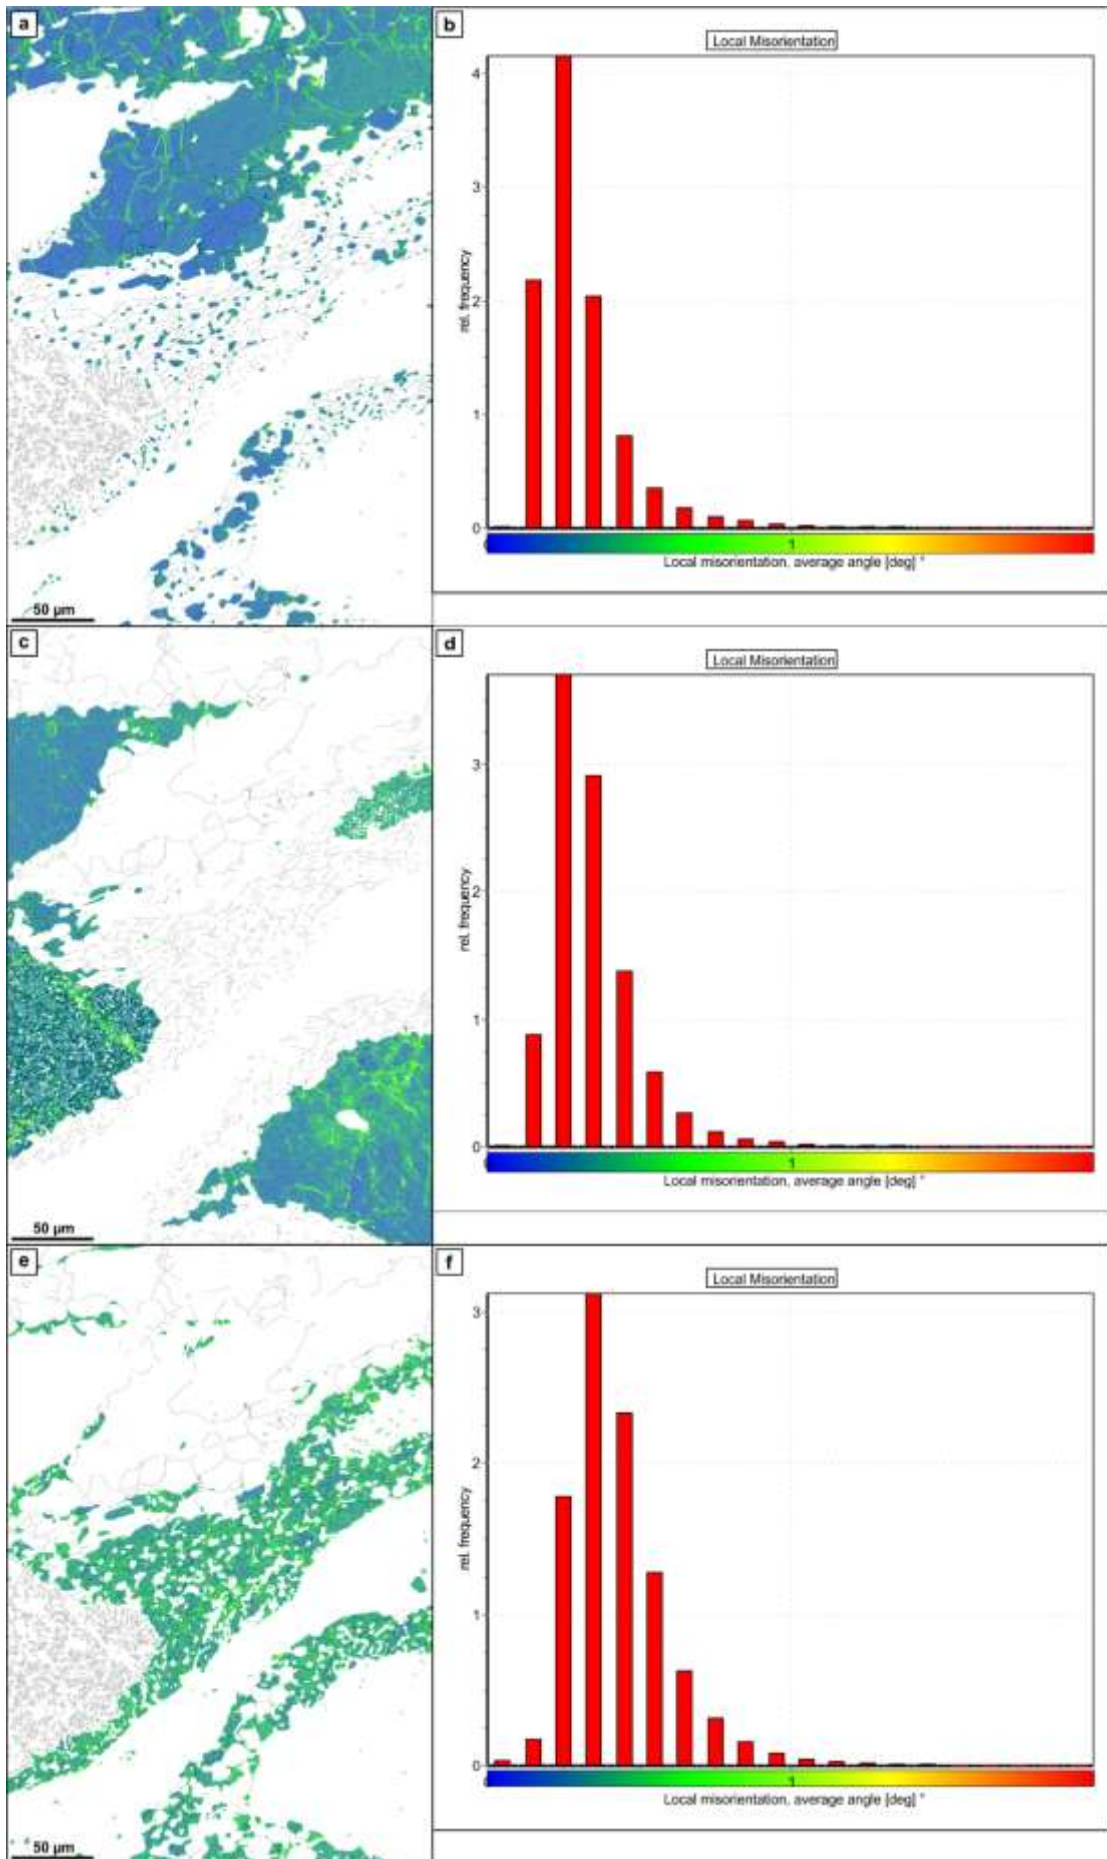 a
50 µm
b
Local Misorientation
4
3
2
1
0
rel. frequency
1
Local misorientation, average angle [deg] °
c
50 µm
d
Local Misorientation
3
2
1
0
rel. frequency
1
Local misorientation, average angle [deg] °
e
50 µm
f
Local Misorientation
3
2
1
0
rel. frequency
1
Local misorientation, average angle [deg] °